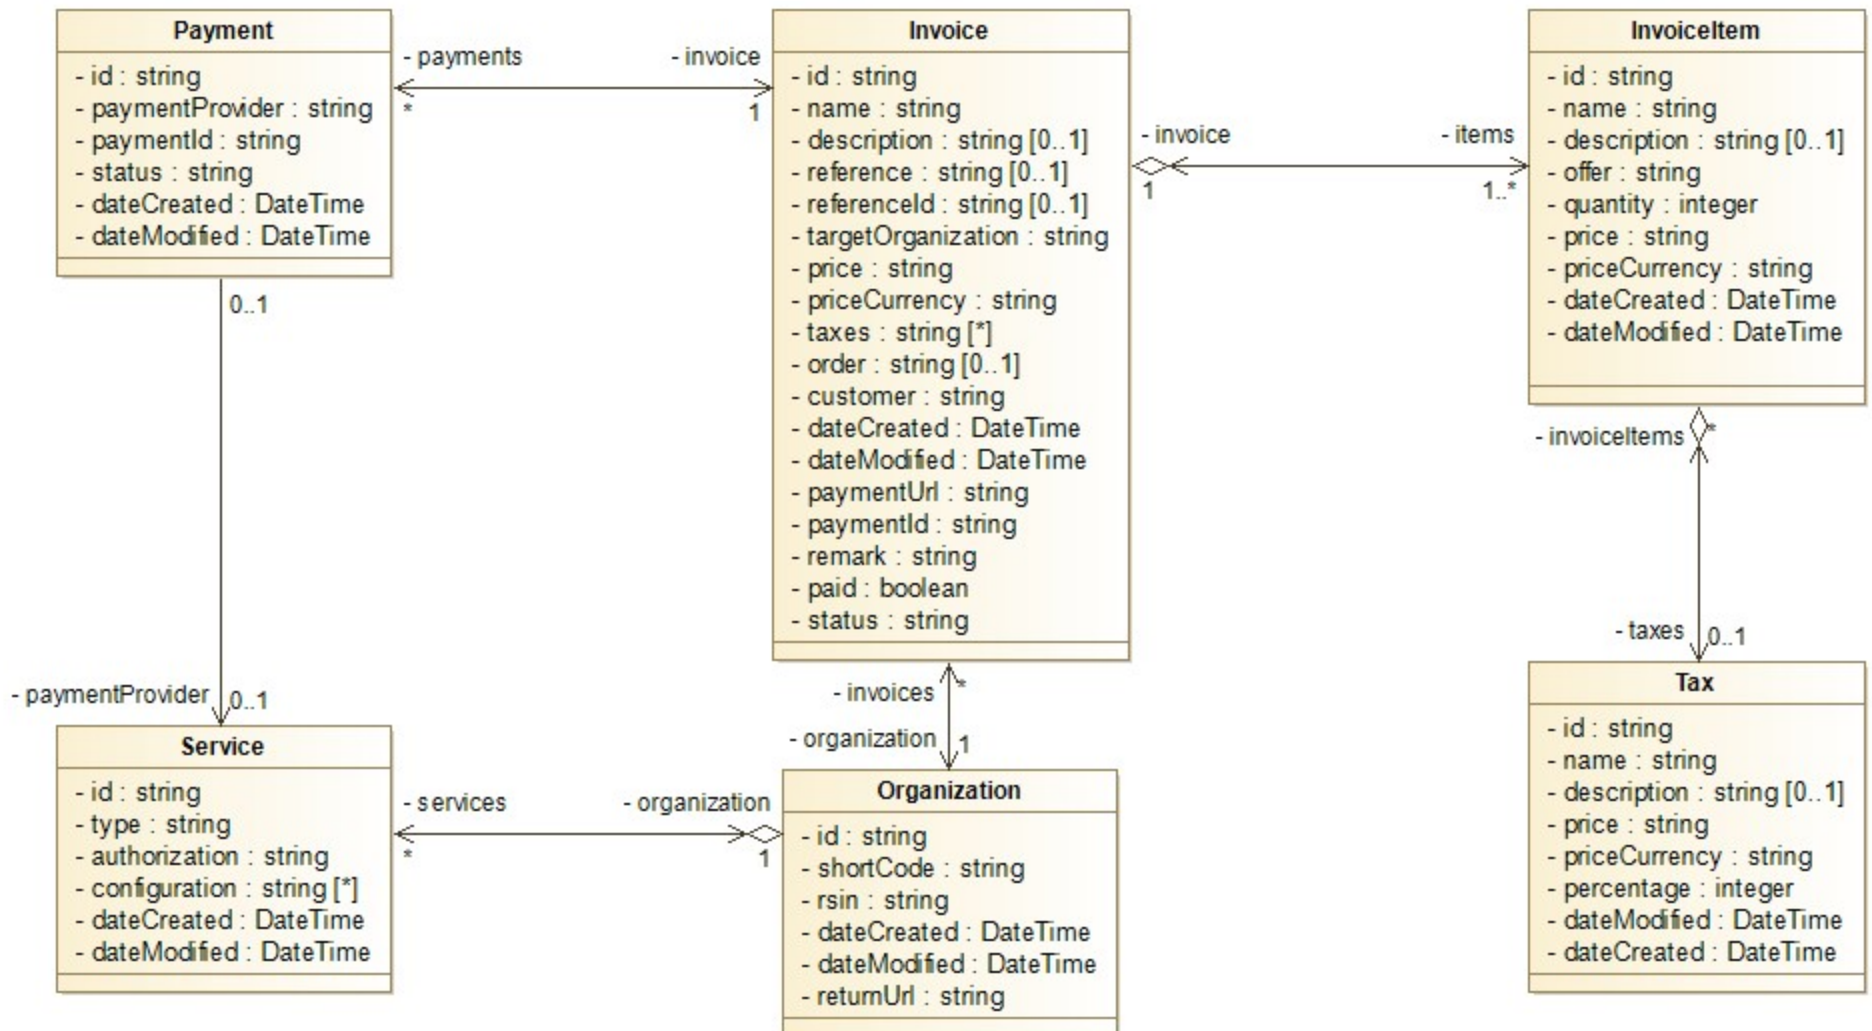 Payment
- id : string
- paymentProvider : string
- paymentId : string
- status : string
- dateCreated : DateTime
- dateModified : DateTime
- payments
*
- invoice
1
Invoice
- id : string
- name : string
- description : string [0..1]
- reference : string [0..1]
- referenceId : string [0..1]
- targetOrganization : string
- price : string
- priceCurrency : string
- taxes : string [*]
- order : string [0..1]
- customer : string
- dateCreated : DateTime
- dateModified : DateTime
- paymentUrl : string
- paymentId : string
- remark : string
- paid : boolean
- status : string
- invoice
1
- items
1..*
InvoiceItem
- id : string
- name : string
- description : string [0..1]
- offer : string
- quantity : integer
- price : string
- priceCurrency : string
- dateCreated : DateTime
- dateModified : DateTime
0..1
- paymentProvider
0..1
- invoices
*
- organization
1
- invoiceItems
*
- taxes
0..1
Service
- id : string
- type : string
- authorization : string
- configuration : string [*]
- dateCreated : DateTime
- dateModified : DateTime
- services
*
- organization
1
Organization
- id : string
- shortCode : string
- rsin : string
- dateCreated : DateTime
- dateModified : DateTime
- returnUrl : string
Tax
- id : string
- name : string
- description : string [0..1]
- price : string
- priceCurrency : string
- percentage : integer
- dateModified : DateTime
- dateCreated : DateTime